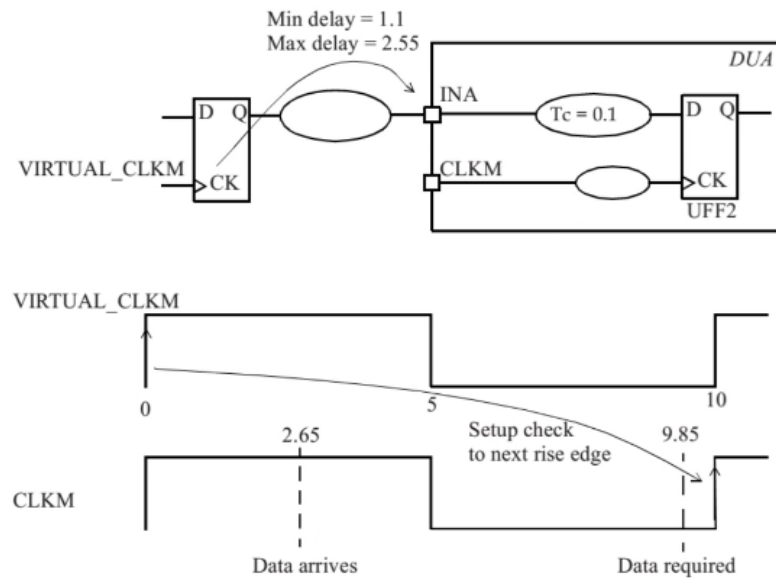 Min delay = 1.1
Max delay = 2.55
DUA
INA
D Q
Tc = 0.1
D Q
VIRTUAL_CLKM
CLKM
CK
CK
UFF2
VIRTUAL_CLKM
0
5
10
2.65
Setup check
to next rise edge
9.85
CLKM
Data arrives
Data required